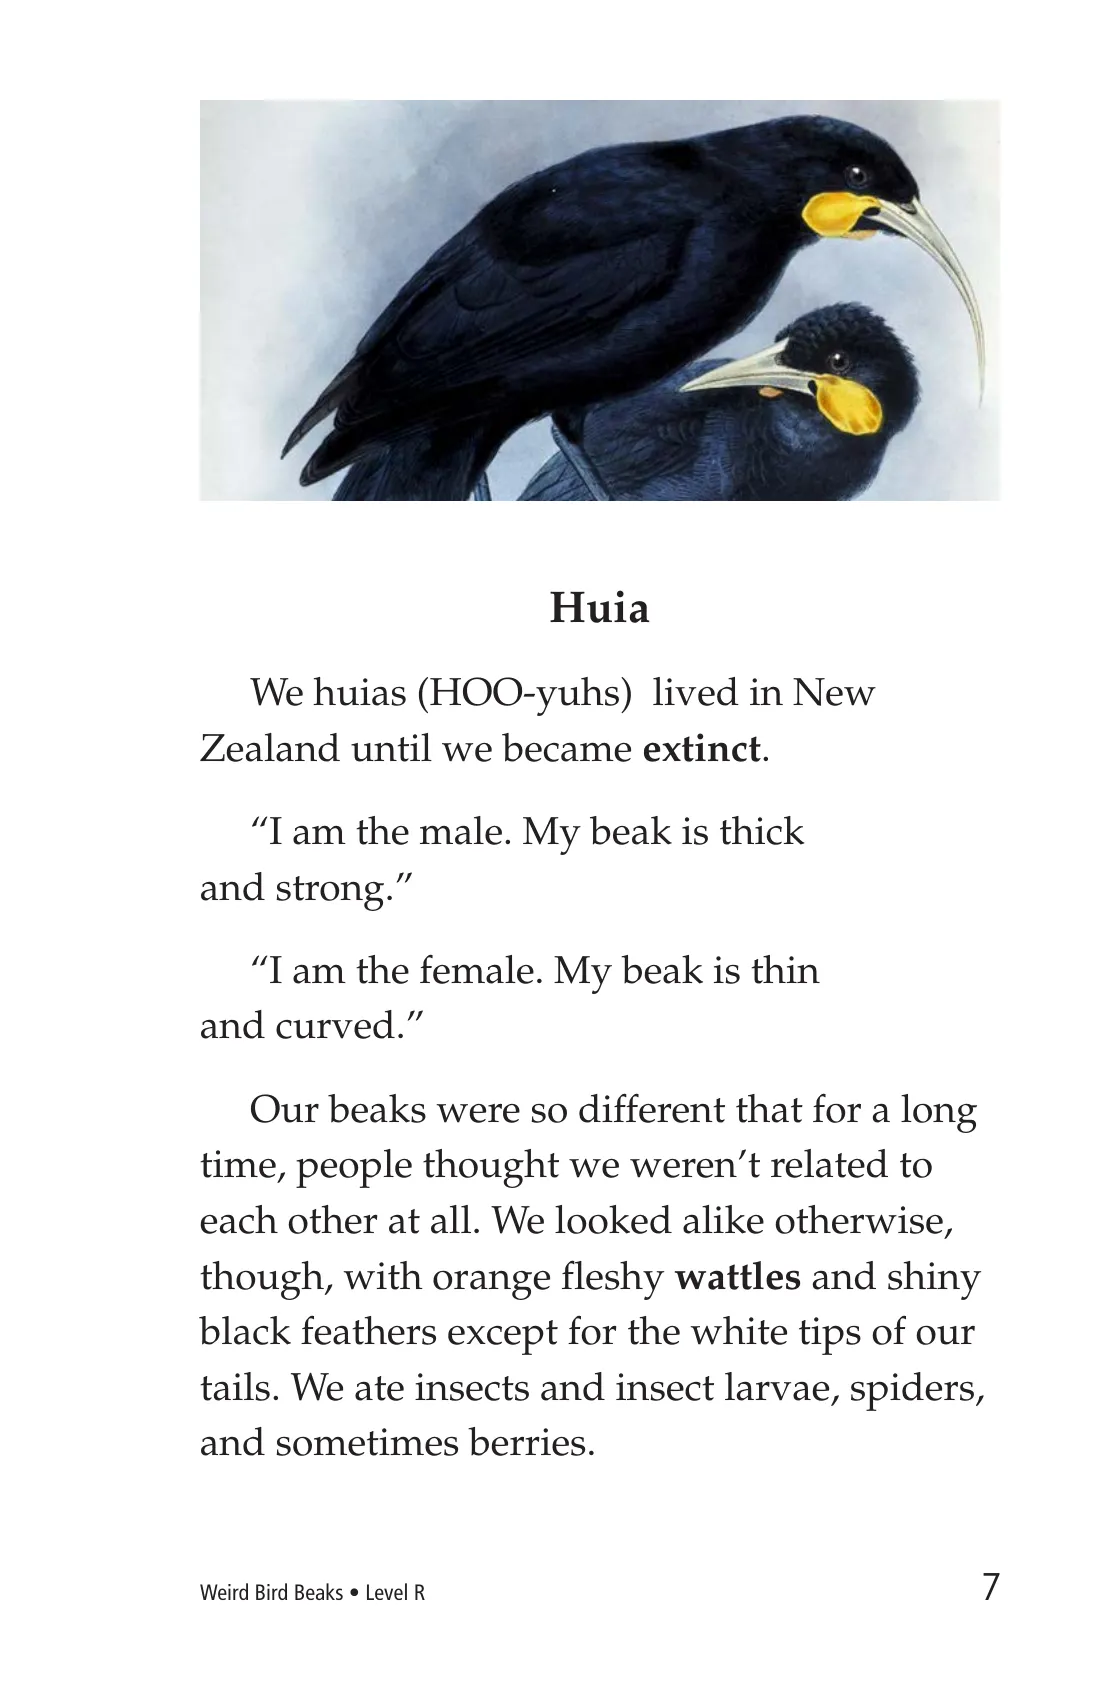 Huia
We huias (HOO-yuhs)  lived in New
Zealand until we became extinct.
“I am the male. My beak is thick
and strong.”
“I am the female. My beak is thin
and curved.”
Our beaks were so different that for a long
time, people thought we weren’t related to
each other at all. We looked alike otherwise,
though, with orange fleshy wattles and shiny
black feathers except for the white tips of our
tails. We ate insects and insect larvae, spiders,
and sometimes berries.
Weird Bird Beaks • Level R 7